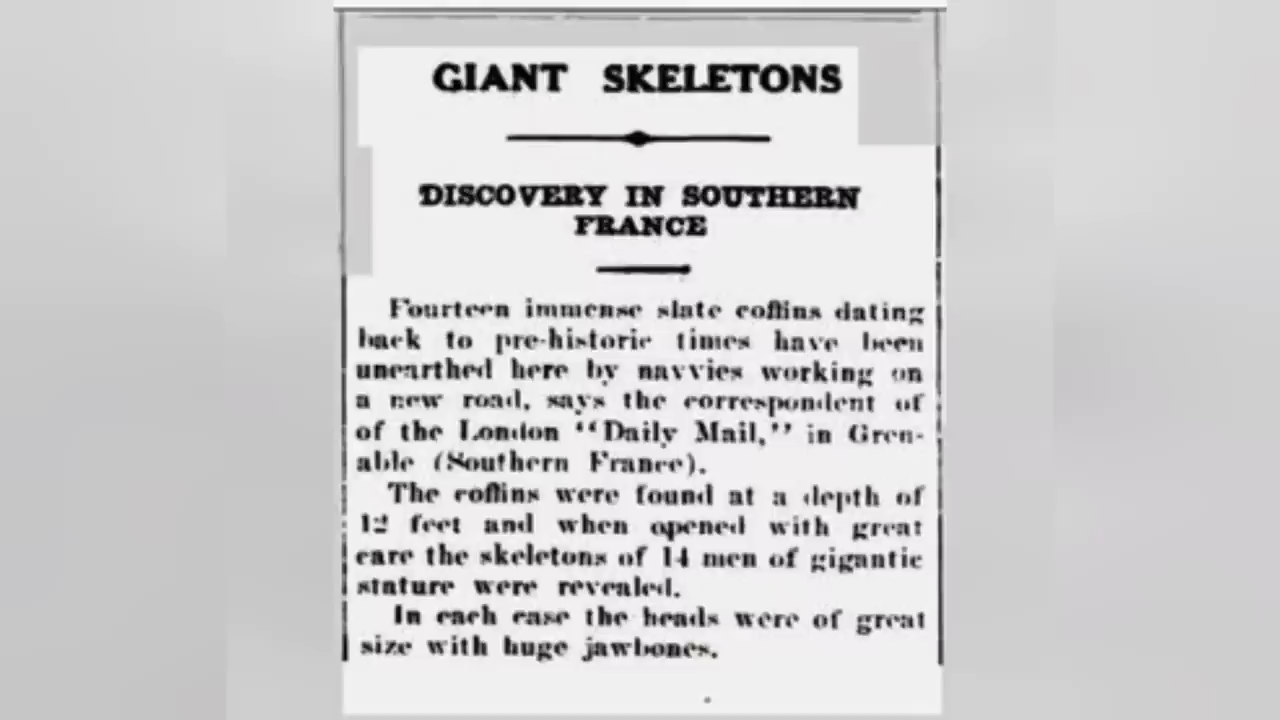 GIANT SKELETONS
DISCOVERY IN SOUTHERN
FRANCE
Fourteen immense slate coffins dating
back to pre-historic times have been
unearthed here by navvies working on
a new road, says the correspondent of
of the London "Daily Mail," in Gren-
able (Southern France).
The coffins were found at a depth of
12 feet and when opened with great
care the skeletons of 14 men of gigantic
stature were revealed.
In each case the heads were of great
size with huge jawbones.